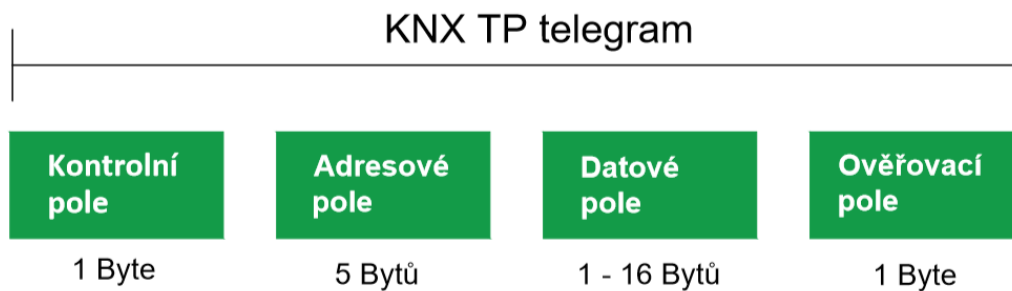 KNX TP telegram
Kontrolní
pole
Adresové
pole
Datové
pole
Ověřovací
pole
1 Byte
5 Bytů
1 - 16 Bytů
1 Byte